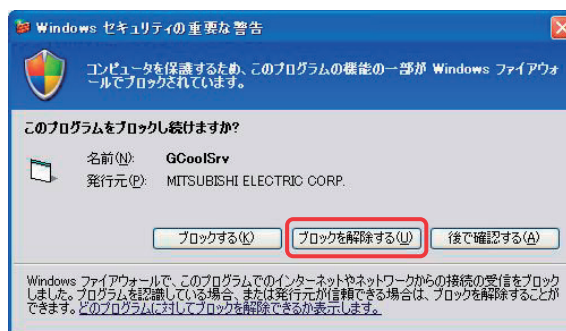 Windows セキュリティの重要な警告
コンピュータを保護するため、このプログラムの機能の一部が Windows ファイアウォ
ールでブロックされています。
このプログラムをブロックし続けますか?
名前(N): GCoolSrv
発行元(P): MITSUBISHI ELECTRIC CORP.
ブロックする(K) ブロックを解除する(U) 後で確認する(A)
Windows ファイアウォールで、このプログラムでのインターネットやネットワークからの接続の受信をブロック
しました。プログラムを認識している場合、または発行元が信頼できる場合は、ブロックを解除することが
できます。どのプログラムに対してブロックを解除できるか表示します。